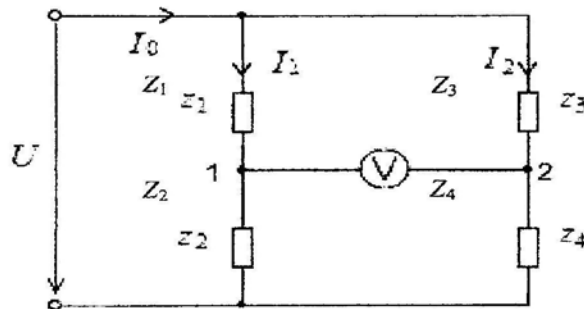 I₀
I₁
I₂
Z₁
z₁
Z₃
z₃
U
1
V
2
Z₂
Z₄
z₂
z₄